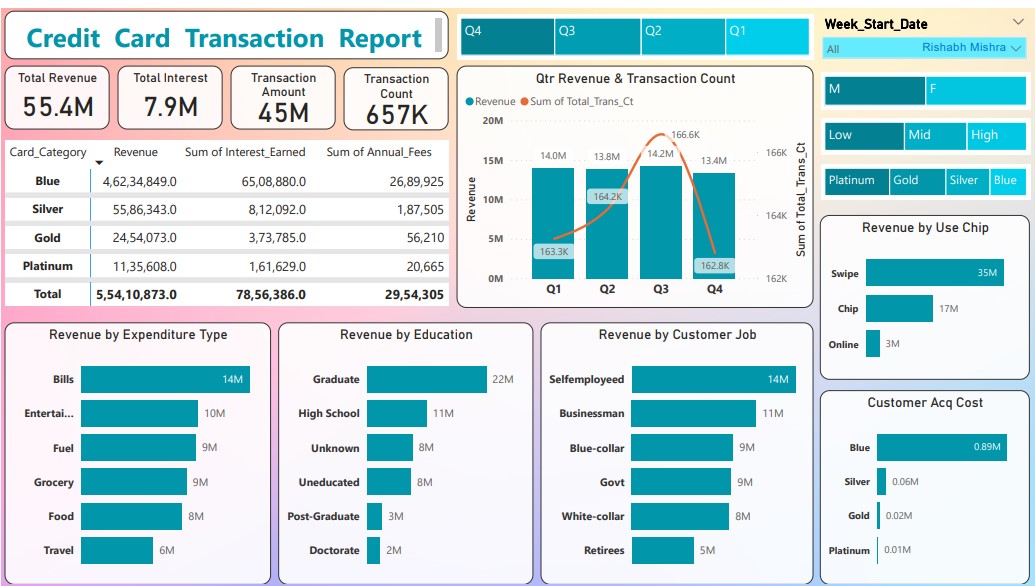 Credit Card Transaction Report
Q4 Q3 Q2 Q1
Week_Start_Date
All Rishabh Mishra
Total Revenue
55.4M
Total Interest
7.9M
Transaction
Amount
45M
Transaction
Count
657K
M F
Low Mid High
Platinum Gold Silver Blue
Card_Category Revenue Sum of Interest_Earned Sum of Annual_Fees
Blue 4,62,34,849.0 65,08,880.0 26,89,925
Silver 55,86,343.0 8,12,092.0 1,87,505
Gold 24,54,073.0 3,73,785.0 56,210
Platinum 11,35,608.0 1,61,629.0 20,665
Total 5,54,10,873.0 78,56,386.0 29,54,305
Qtr Revenue & Transaction Count
Revenue Sum of Total_Trans_Ct
Revenue
20M
15M
10M
5M
0M
14.0M 13.8M 14.2M 13.4M
163.3K 164.2K 166.6K 162.8K
Q1 Q2 Q3 Q4
166K
164K
162K
Sum of Total_Trans_Ct
Revenue by Use Chip
Swipe 35M
Chip 17M
Online 3M
Revenue by Expenditure Type
Bills 14M
Entertai... 10M
Fuel 9M
Grocery 9M
Food 8M
Travel 6M
Revenue by Education
Graduate 22M
High School 11M
Unknown 8M
Uneducated 8M
Post-Graduate 3M
Doctorate 2M
Revenue by Customer Job
Selfemployeed 14M
Businessman 11M
Blue-collar 9M
Govt 9M
White-collar 8M
Retirees 5M
Customer Acq Cost
Blue 0.89M
Silver 0.06M
Gold 0.02M
Platinum 0.01M